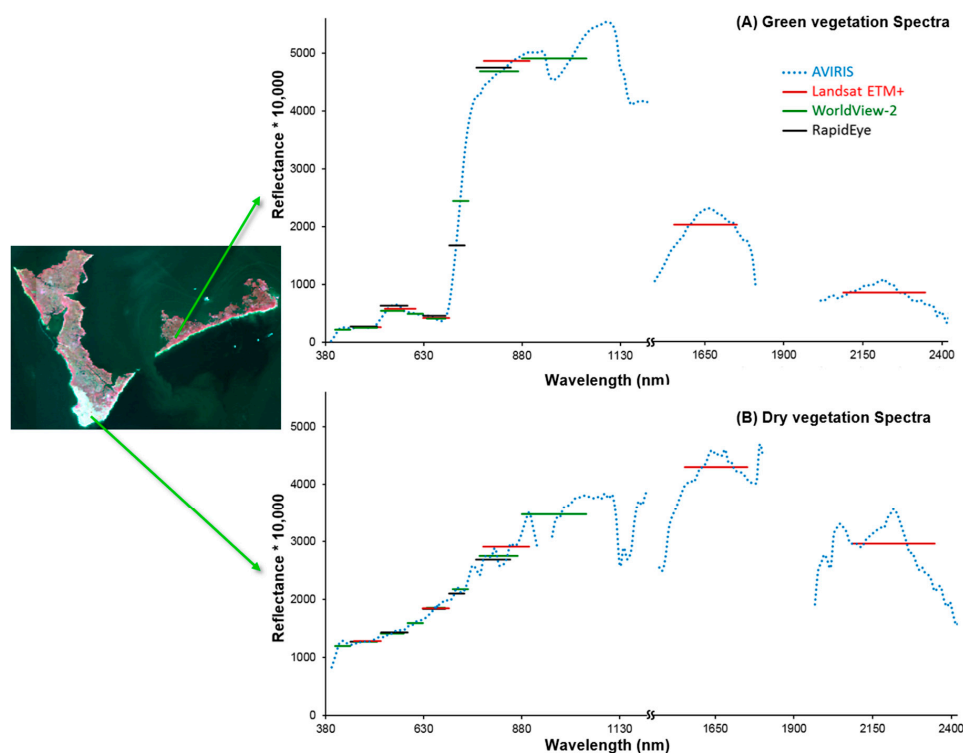 (A) Green vegetation Spectra
AVIRIS
Landsat ETM+
WorldView-2
RapidEye
Reflectance * 10,000
5000
4000
3000
2000
1000
0
380 630 880 1130 1650 1900 2150 2400
Wavelength (nm)
(B) Dry vegetation Spectra
Reflectance * 10,000
5000
4000
3000
2000
1000
0
380 630 880 1130 1650 1900 2150 2400
Wavelength (nm)